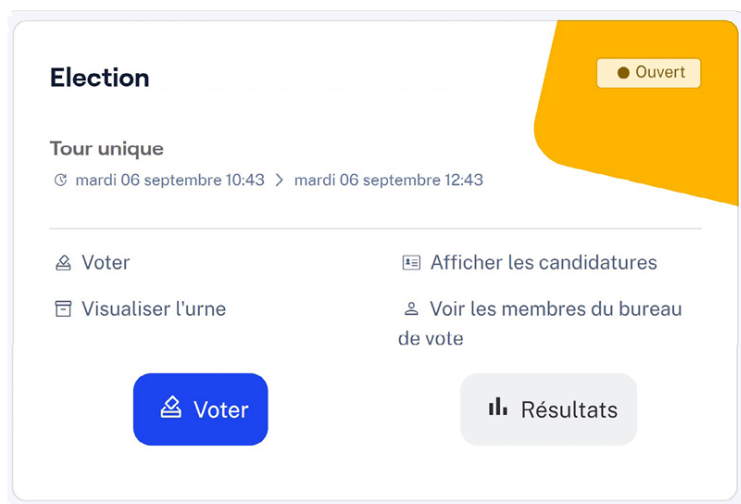 Election
Ouvert
Tour unique
mardi 06 septembre 10:43 > mardi 06 septembre 12:43
Voter
Afficher les candidatures
Visualiser l'urne
Voir les membres du bureau
de vote
Voter
Résultats